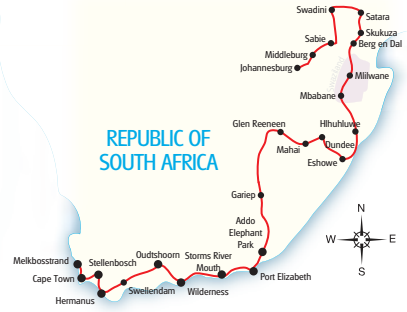 Swadini
Satara
Skukuza
Sabie
Berg en Dal
Middleburg
Johannesburg
Mlilwane
Mbabane
Glen Reeneen
Hlhuhluwe
REPUBLIC OF
SOUTH AFRICA
Mahai
Dundee
Eshowe
Gariep
Addo
Elephant
Park
N
W
E
S
Melkbosstrand
Stellenbosch
Oudtshoorn
Storms River
Mouth
Cape Town
Port Elizabeth
Hermanus
Swellendam
Wilderness